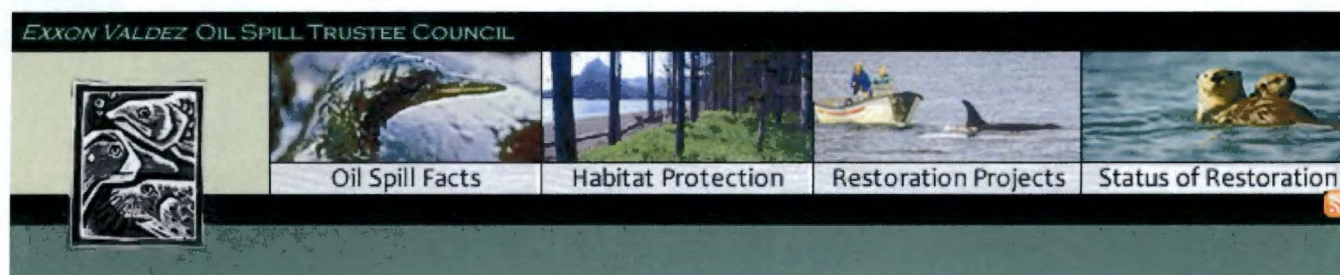 EXXON VALDEZ OIL SPILL TRUSTEE COUNCIL
Oil Spill Facts
Habitat Protection
Restoration Projects
Status of Restoration